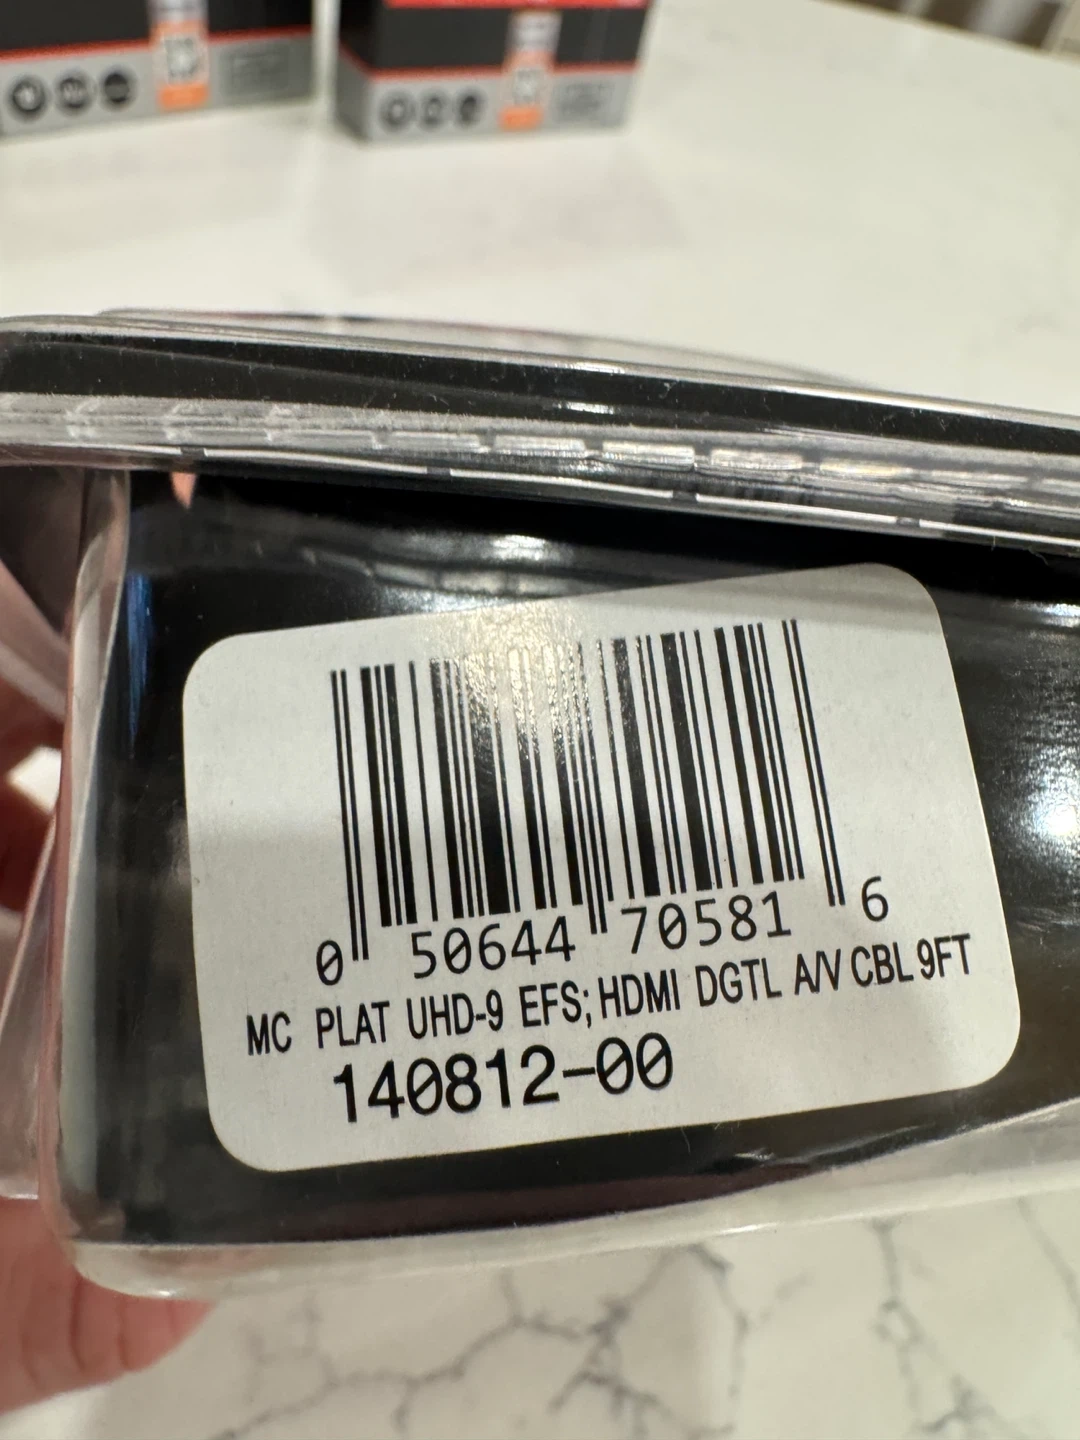 0 50644 70581 6
MC PLAT UHD-9 EFS; HDMI DGTL A/V CBL 9FT
140812-00